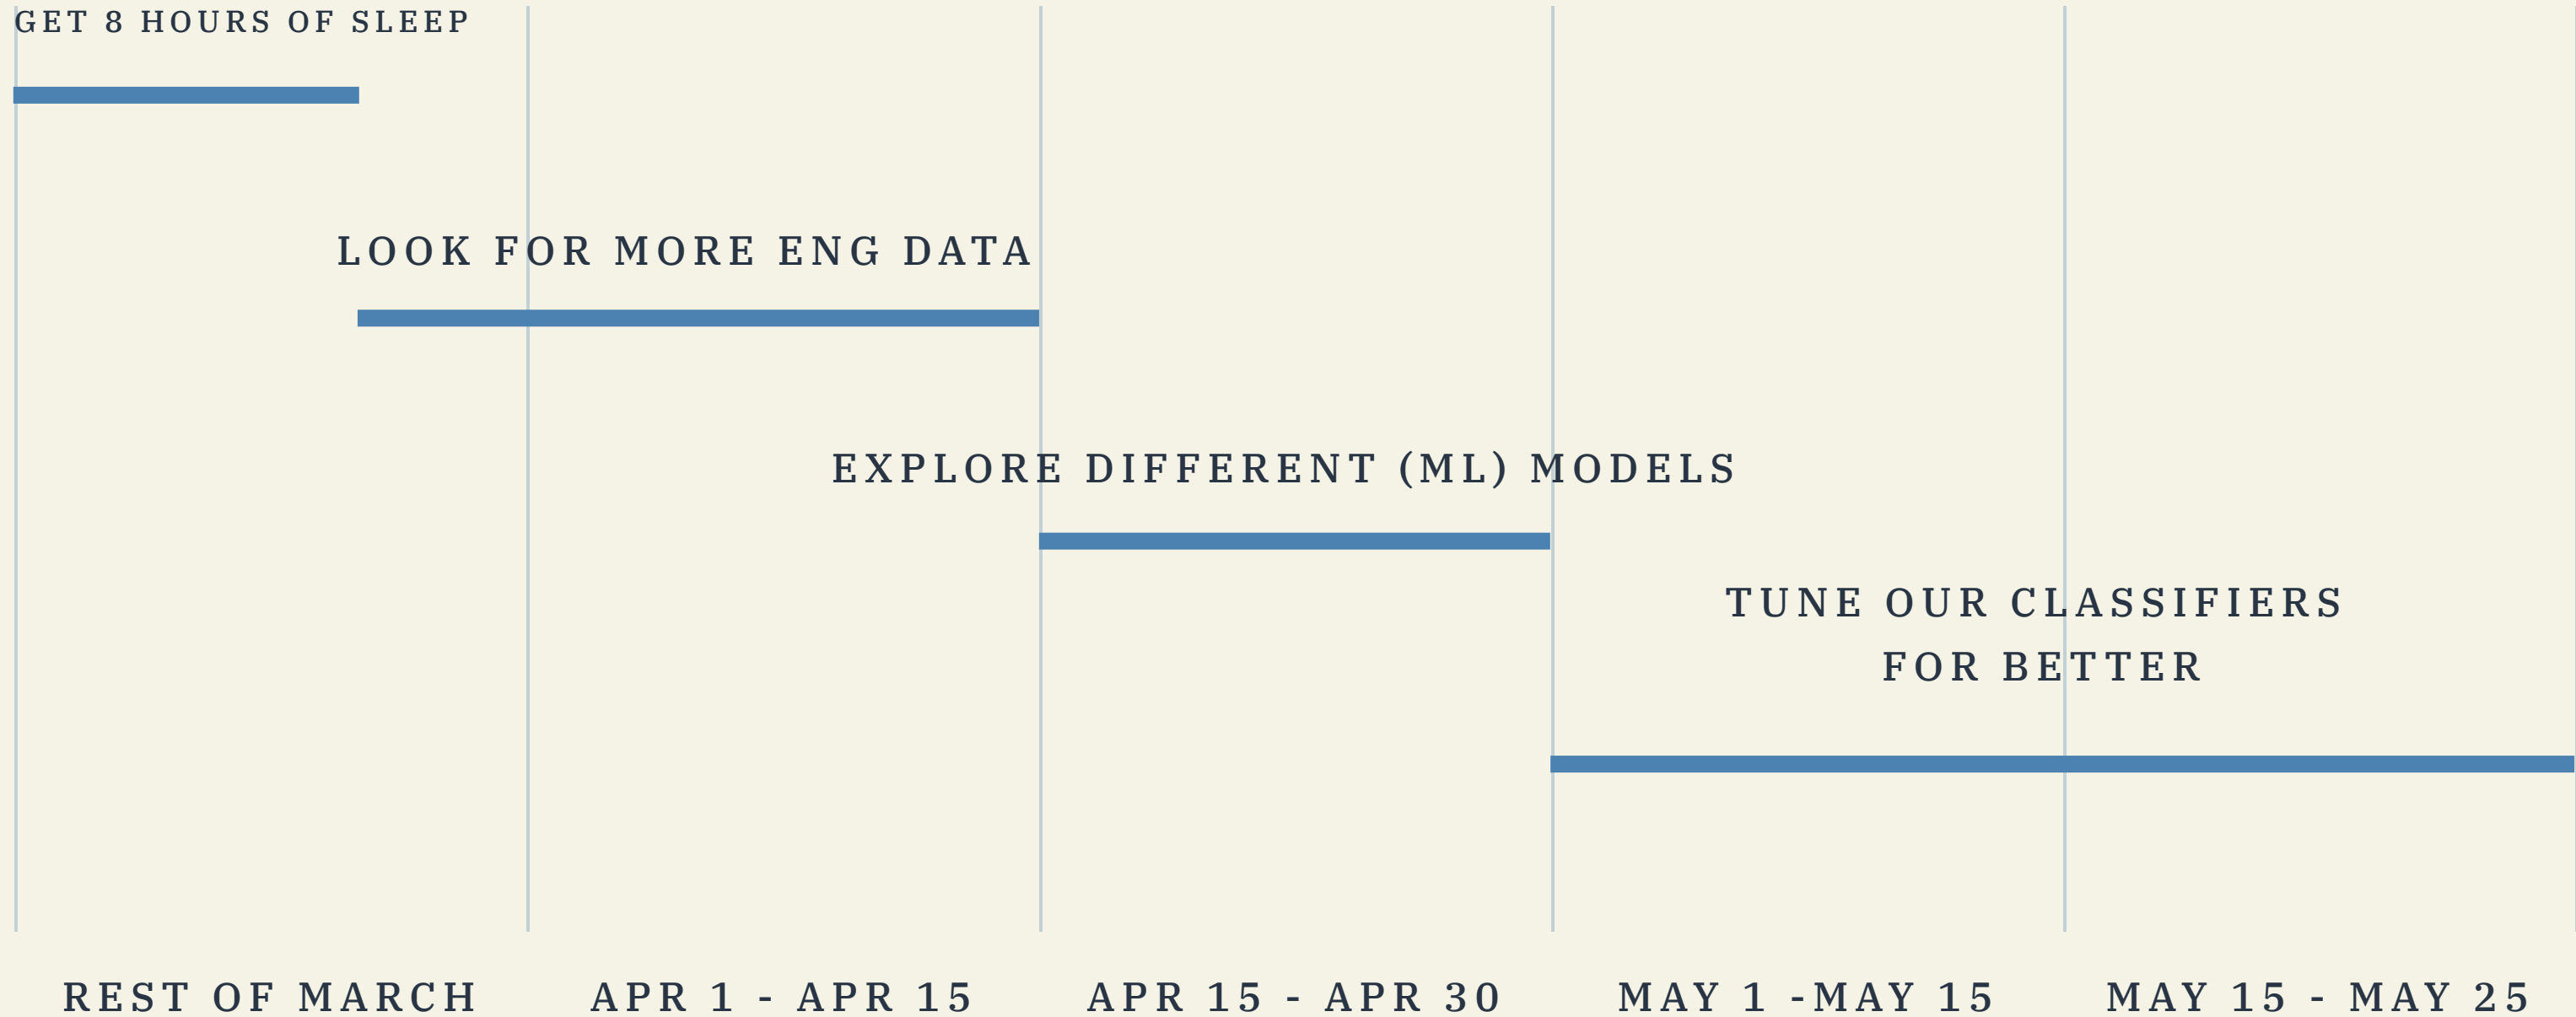 GET 8 HOURS OF SLEEP
LOOK FOR MORE ENG DATA
EXPLORE DIFFERENT (ML) MODELS
TUNE OUR CLASSIFIERS
FOR BETTER
REST OF MARCH
APR 1 - APR 15
APR 15 - APR 30
MAY 1 -MAY 15
MAY 15 - MAY 25